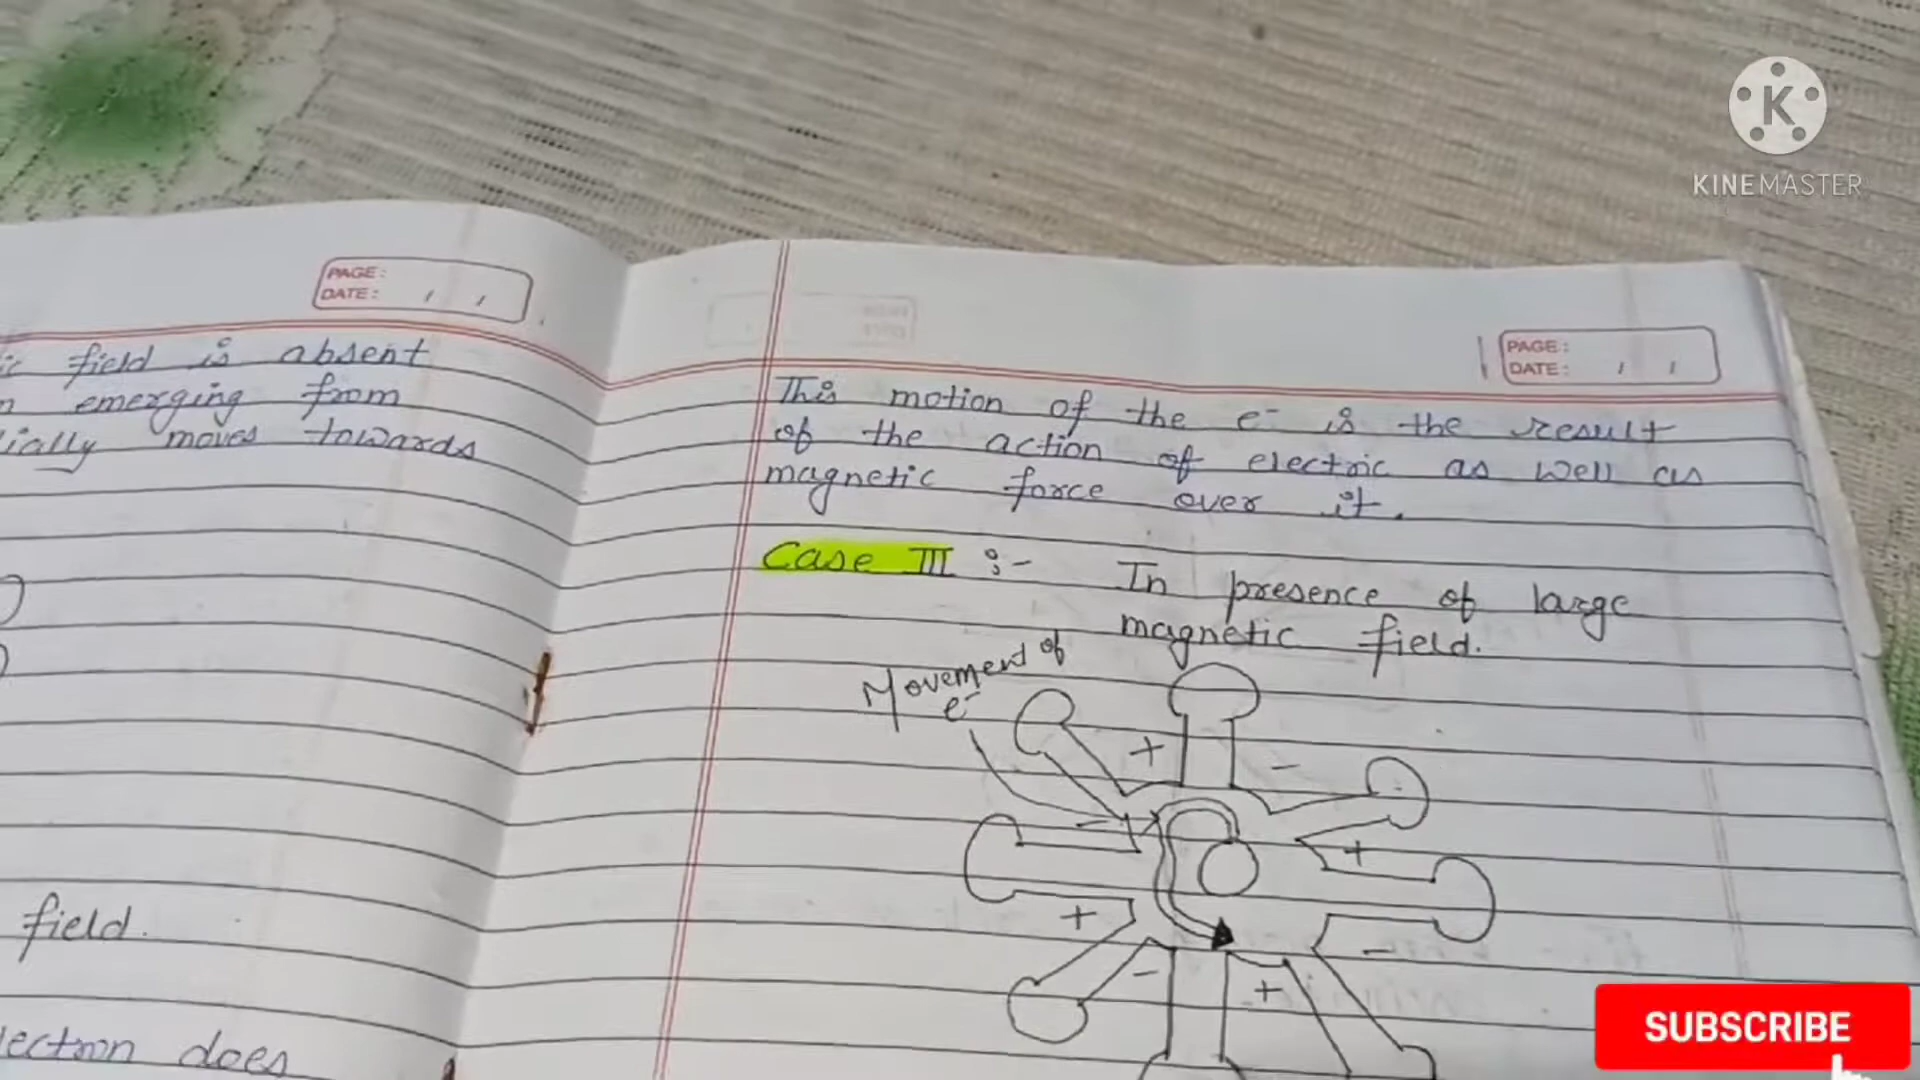 KINEMASTER
PAGE:
DATE: / /
field is absent
emerging from
moves towards
field.
does
PAGE:
DATE: / /
This motion of the e- is the result
of the action of electric as well as
magnetic force over it.
Case III :- In presence of large
magnetic field.
Movement of
e-
+ -
- +
+ -
- +
SUBSCRIBE